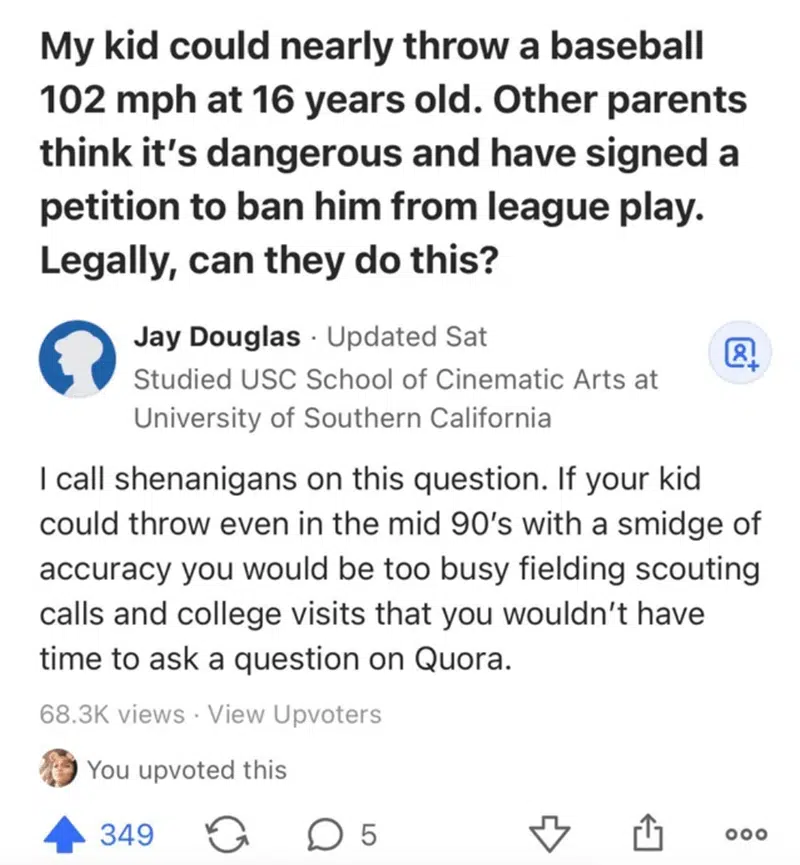 My kid could nearly throw a baseball
102 mph at 16 years old. Other parents
think it’s dangerous and have signed a
petition to ban him from league play.
Legally, can they do this?
Jay Douglas · Updated Sat
Studied USC School of Cinematic Arts at
University of Southern California
I call shenanigans on this question. If your kid
could throw even in the mid 90’s with a smidge of
accuracy you would be too busy fielding scouting
calls and college visits that you wouldn’t have
time to ask a question on Quora.
68.3K views · View Upvoters
You upvoted this
349 5